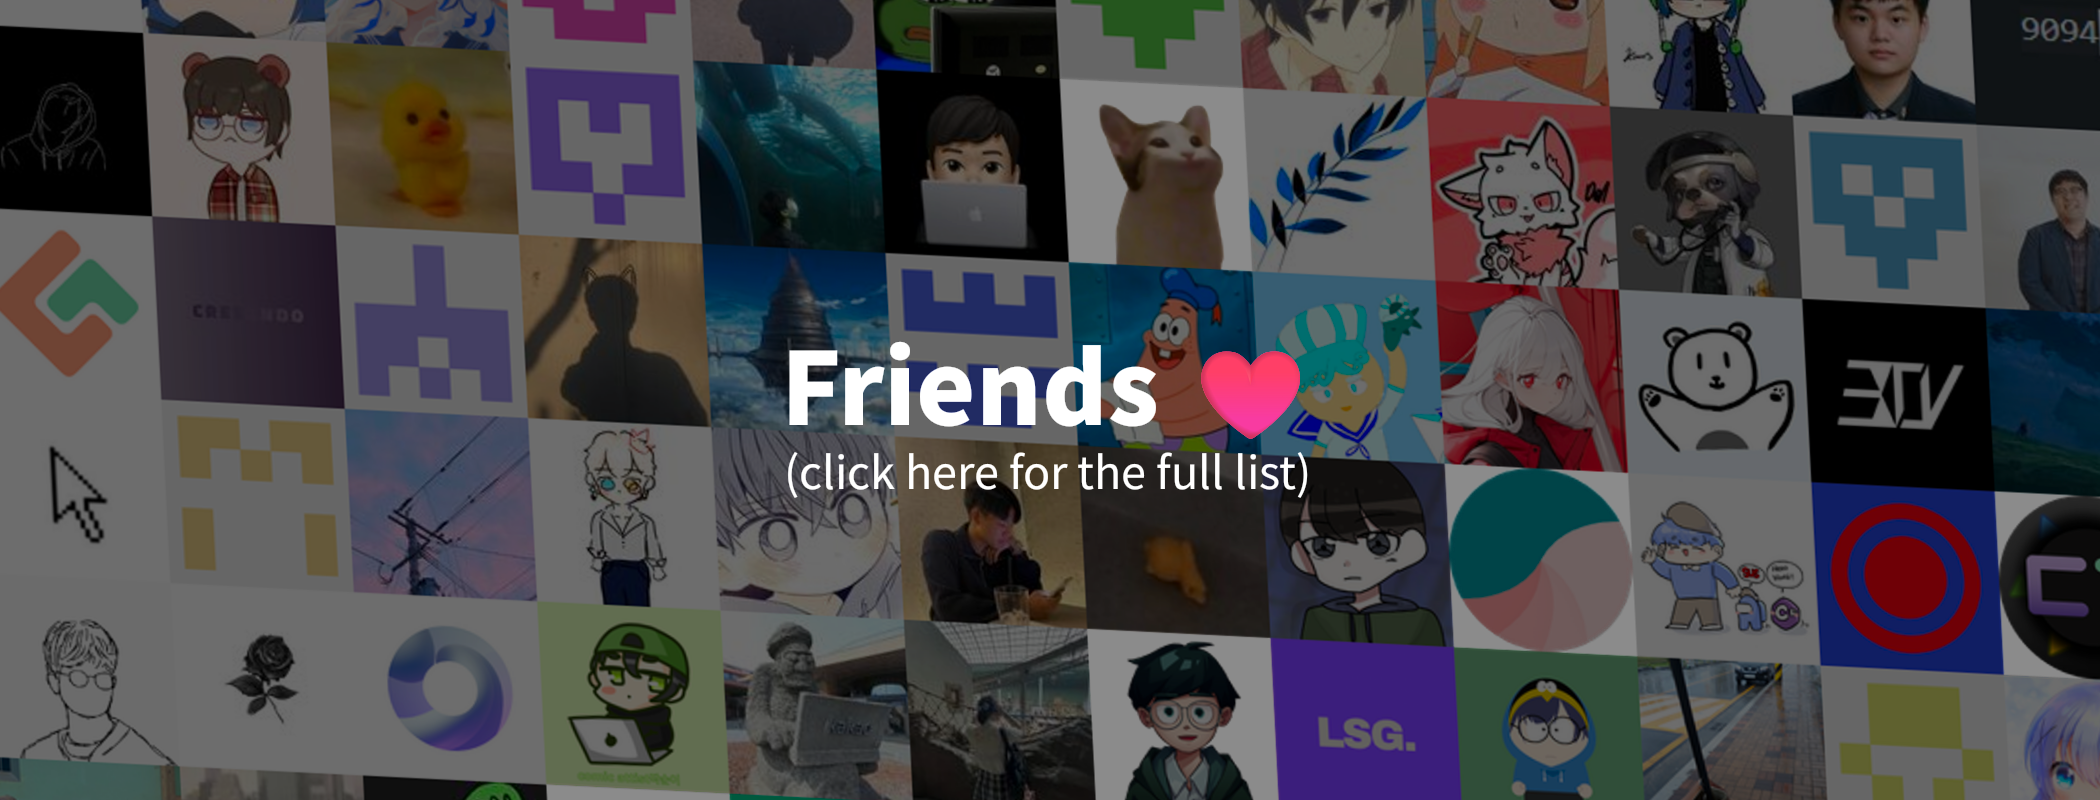 9094
Friends ❤️
(click here for the full list)
LSG.